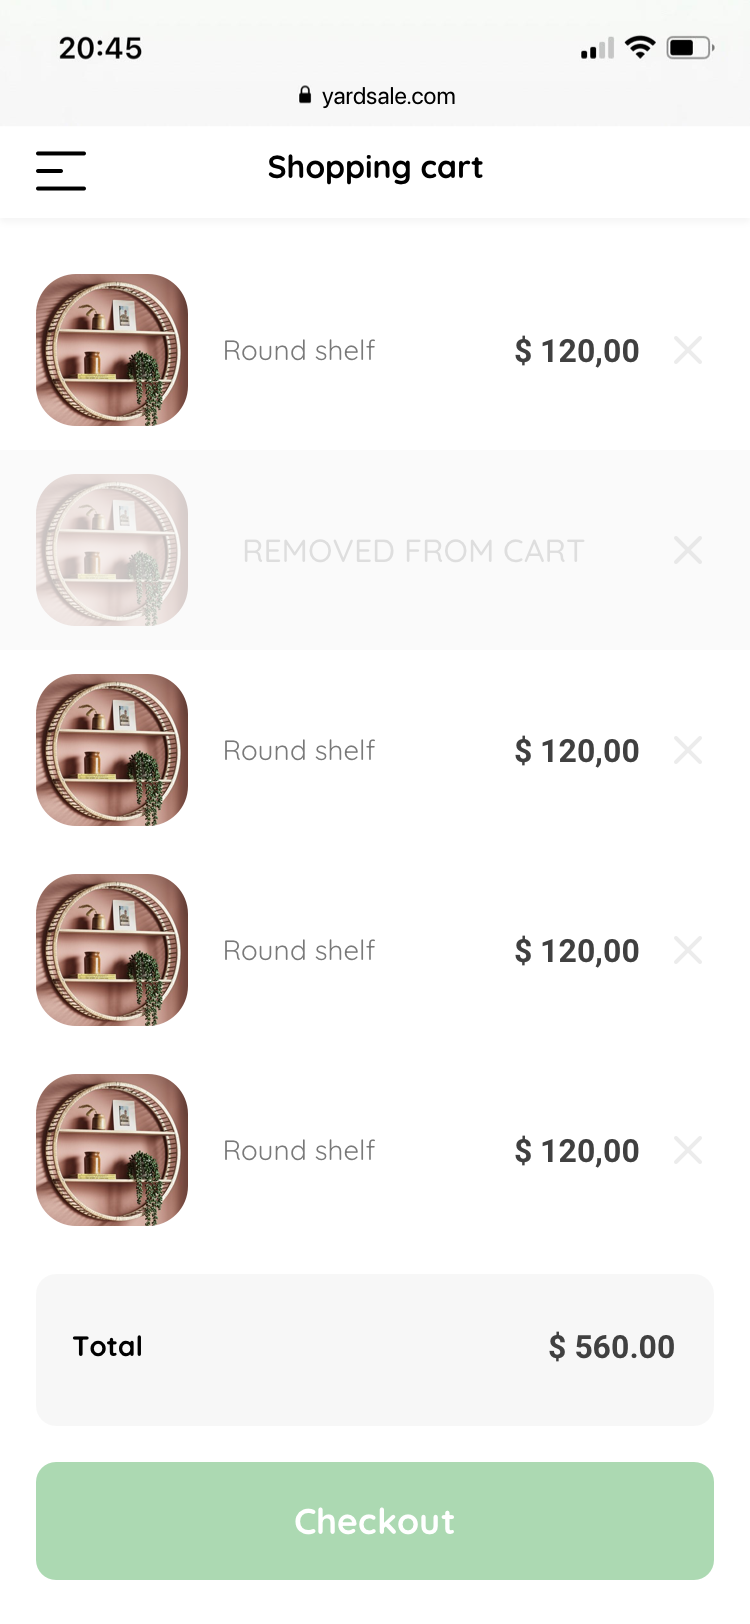 20:45
yardsale.com
Shopping cart
Round shelf $ 120,00
REMOVED FROM CART
Round shelf $ 120,00
Round shelf $ 120,00
Round shelf $ 120,00
Total $ 560.00
Checkout